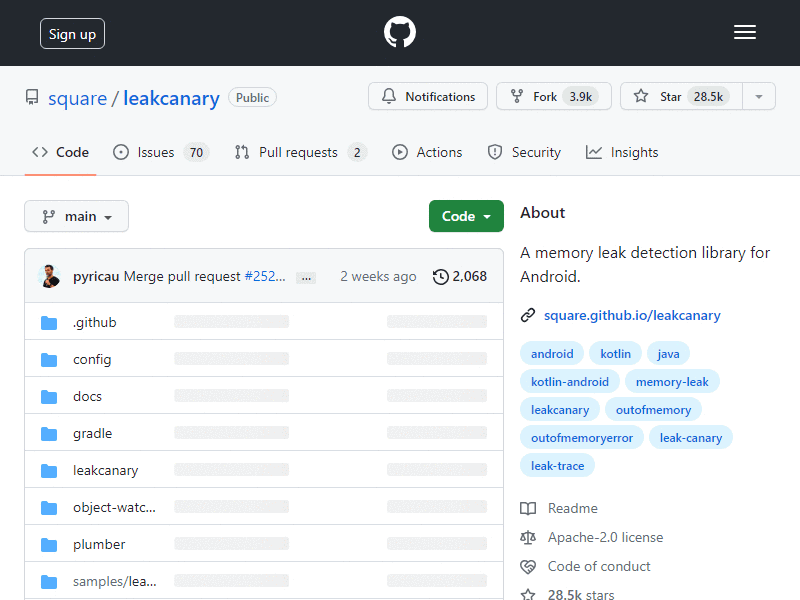 Sign up
square / leakcanary Public
Notifications
Fork 3.9k
Star 28.5k
Code
Issues 70
Pull requests 2
Actions
Security
Insights
main
Code
pyricau Merge pull request #252... ... 2 weeks ago 2,068
.github
config
docs
gradle
leakcanary
object-watc...
plumber
samples/lea...
About
A memory leak detection library for
Android.
square.github.io/leakcanary
android kotlin java
kotlin-android memory-leak
leakcanary outofmemory
outofmemoryerror leak-canary
leak-trace
Readme
Apache-2.0 license
Code of conduct
28.5k stars